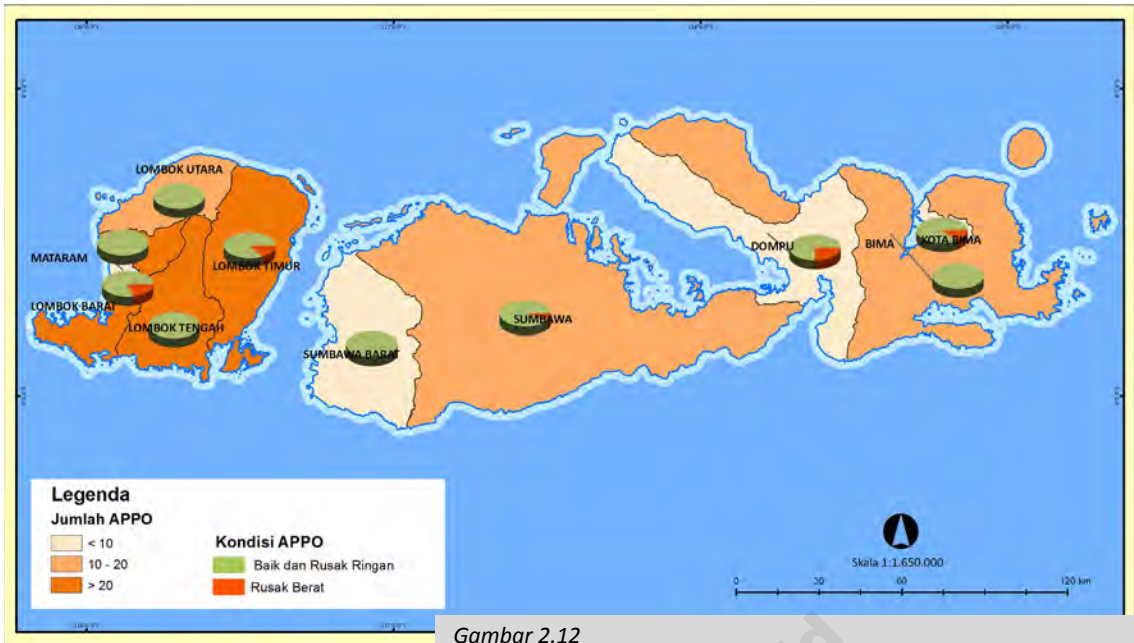 LOMBOK UTARA
MATARAM
LOMBOK TIMUR
LOMBOK BARAT
LOMBOK TENGAH
SUMBAWA BARAT
SUMBAWA
DOMPU
BIMA
KOTA BIMA
Legenda
Jumlah APPO
< 10
10 - 20
> 20
Kondisi APPO
Baik dan Rusak Ringan
Rusak Berat
Skala 1:1.650.000
0 30 60 120 km
Gambar 2.12